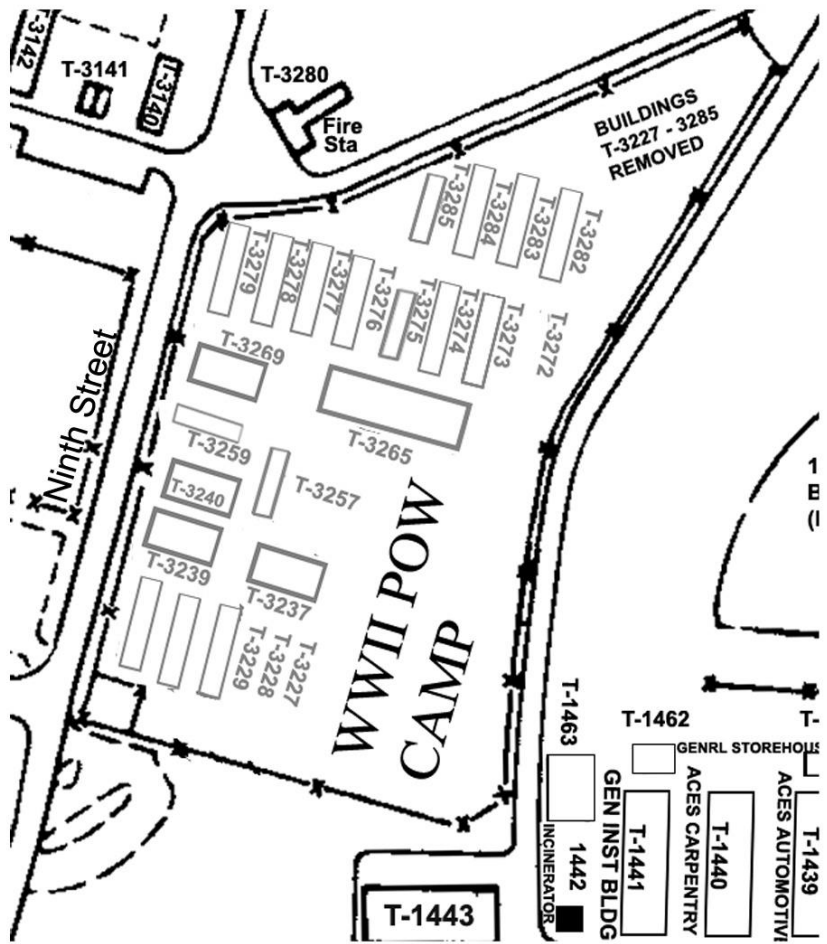 T-3142
T-3141
T-3140
T-3280
Fire
Sta
BUILDINGS
T-3227 - 3285
REMOVED
T-3285
T-3284
T-3283
T-3282
T-3279
T-3278
T-3277
T-3276
T-3275
T-3274
T-3273
T-3272
T-3269
T-3265
Ninth Street
T-3259
T-3257
T-3240
T-3239
T-3237
T-3229
T-3228
T-3227
WWII POW
CAMP
1
B
T-1463
T-1462
T-
GENRL STOREHOUS
GEN INST BLDG
T-1441
ACES CARPENTRY
T-1440
ACES AUTOMOTIVE
T-1439
INCINERATOR
1442
T-1443